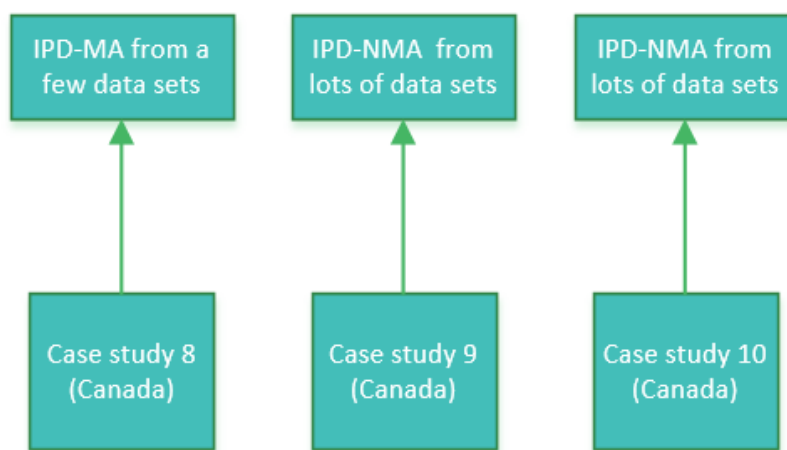 IPD-MA from a
few data sets
IPD-NMA from
lots of data sets
IPD-NMA from
lots of data sets
Case study 8
(Canada)
Case study 9
(Canada)
Case study 10
(Canada)